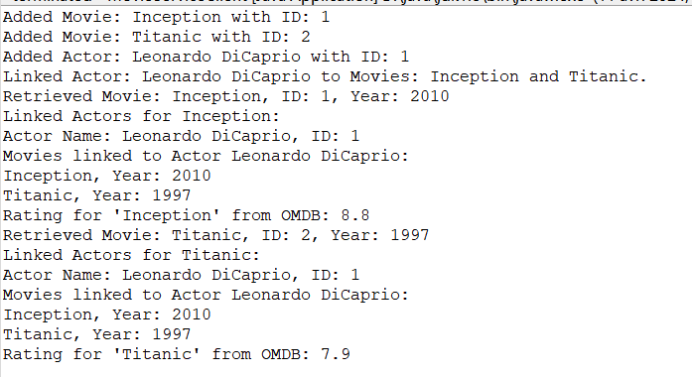 Added Movie: Inception with ID: 1
Added Movie: Titanic with ID: 2
Added Actor: Leonardo DiCaprio with ID: 1
Linked Actor: Leonardo DiCaprio to Movies: Inception and Titanic.
Retrieved Movie: Inception, ID: 1, Year: 2010
Linked Actors for Inception:
Actor Name: Leonardo DiCaprio, ID: 1
Movies linked to Actor Leonardo DiCaprio:
Inception, Year: 2010
Titanic, Year: 1997
Rating for 'Inception' from OMDB: 8.8
Retrieved Movie: Titanic, ID: 2, Year: 1997
Linked Actors for Titanic:
Actor Name: Leonardo DiCaprio, ID: 1
Movies linked to Actor Leonardo DiCaprio:
Inception, Year: 2010
Titanic, Year: 1997
Rating for 'Titanic' from OMDB: 7.9